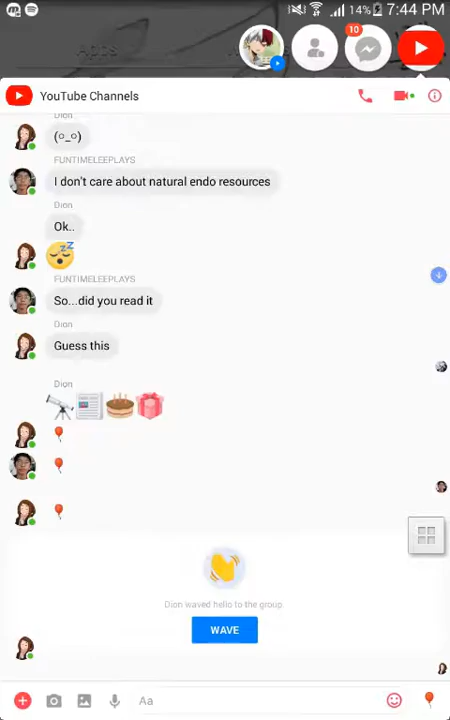 14% 7:44 PM
Apps
10
YouTube Channels
Dion
(○_○)
FUNTIMELEEPLAYS
I don't care about natural endo resources
Dion
Ok..
FUNTIMELEEPLAYS
So...did you read it
Dion
Guess this
Dion
Dion waved hello to the group
WAVE
Aa